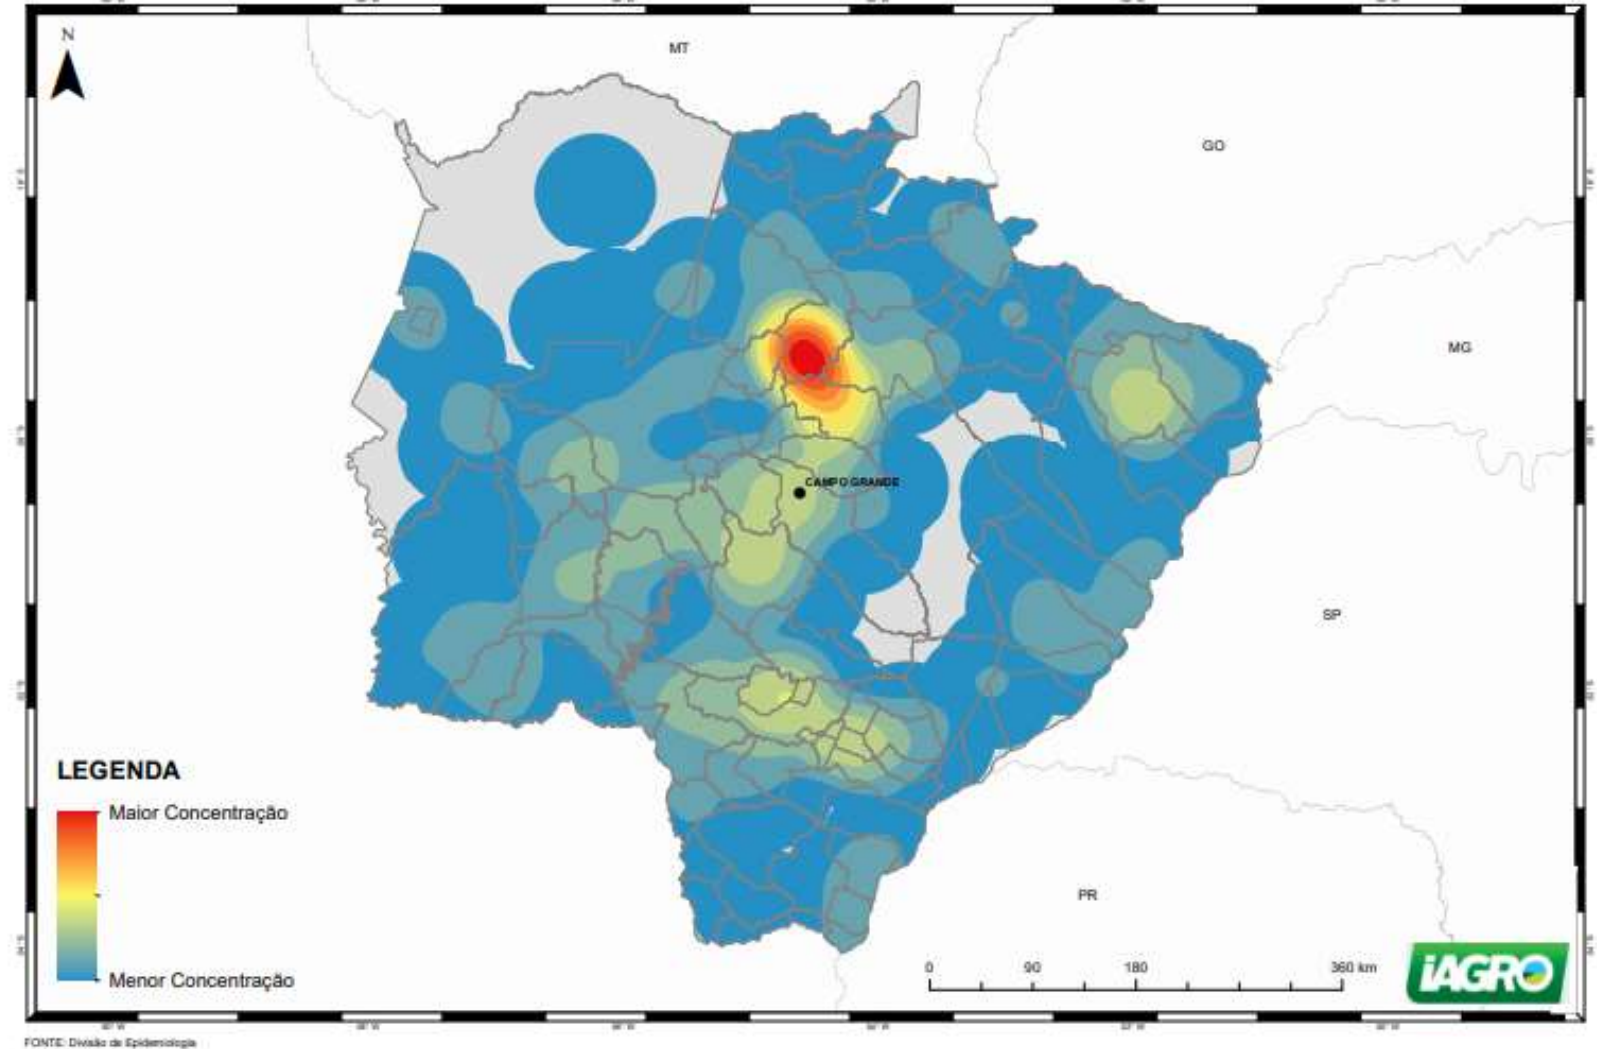 N
MT
GO
MG
CAMPO GRANDE
SP
LEGENDA
Maior Concentração
Menor Concentração
PR
0 90 180 360 km
iAGRO
FONTE: Divisão de Epidemiologia